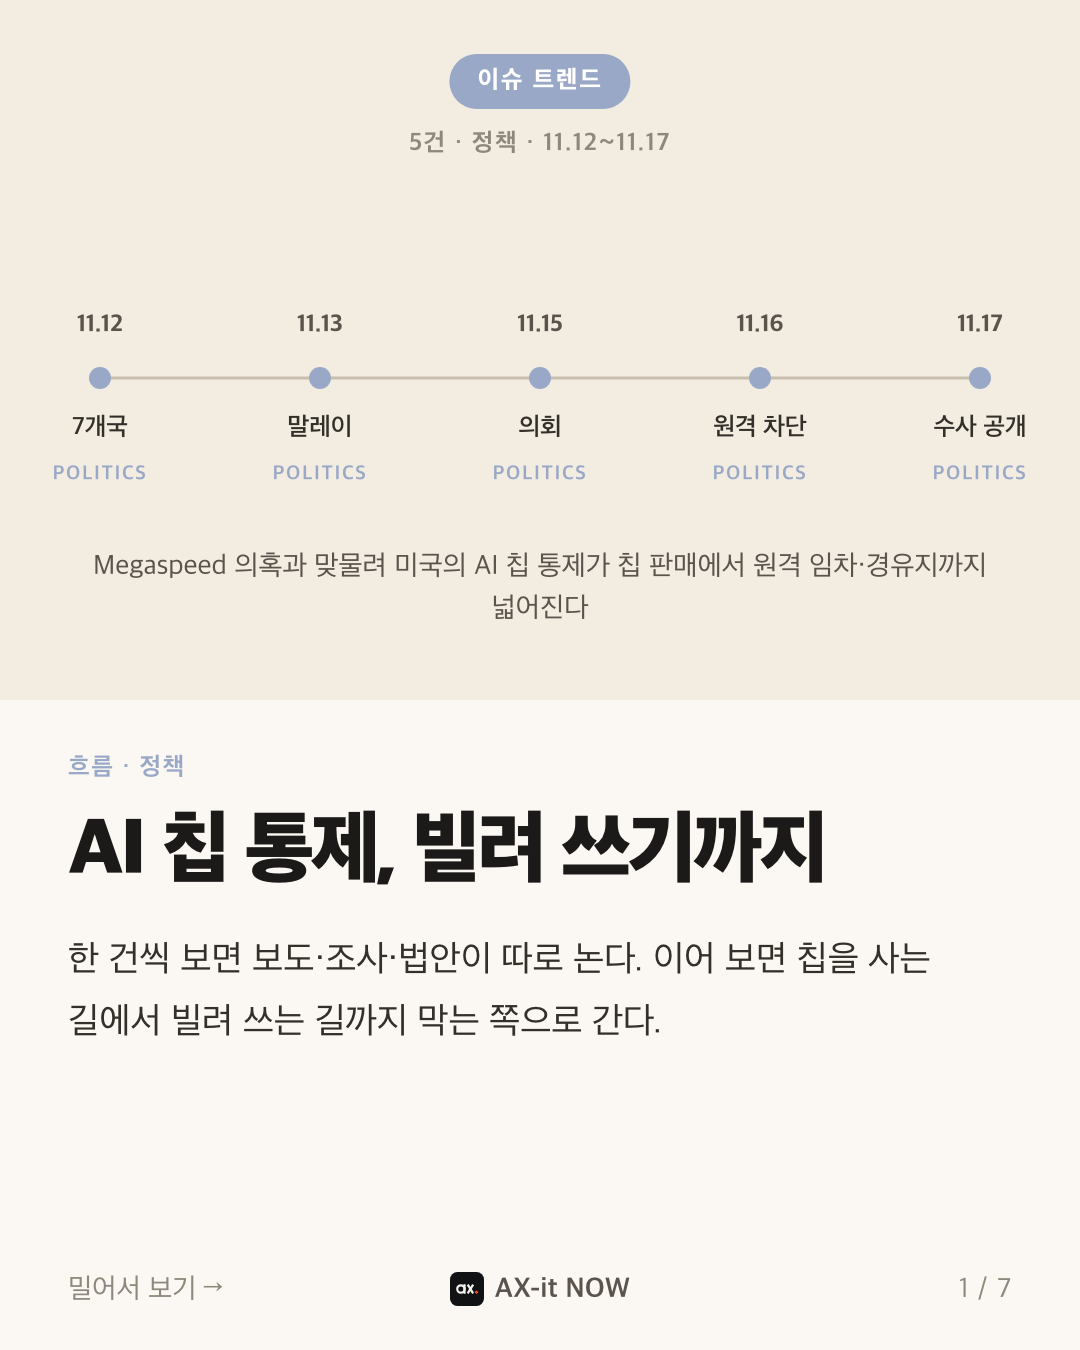 이슈 트렌드
5건 · 정책 · 11.12~11.17
11.12
11.13
11.15
11.16
11.17
7개국
말레이
의회
원격 차단
수사 공개
POLITICS
POLITICS
POLITICS
POLITICS
POLITICS
Megaspeed 의혹과 맞물려 미국의 AI 칩 통제가 칩 판매에서 원격 임차·경유지까지
넓어진다
흐름 · 정책
AI 칩 통제, 빌려 쓰기까지
한 건씩 보면 보도·조사·법안이 따로 논다. 이어 보면 칩을 사는
길에서 빌려 쓰는 길까지 막는 쪽으로 간다.
밀어서 보기 →
ax. AX-it NOW
1 / 7